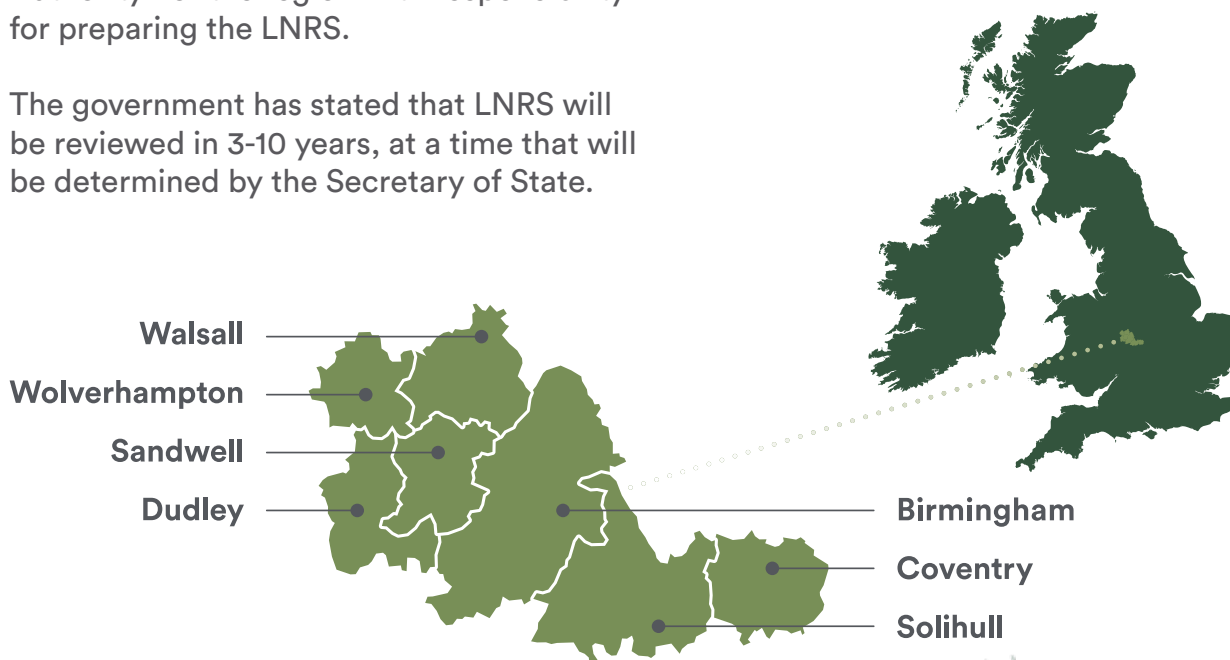 for preparing the LNRS.
The government has stated that LNRS will
be reviewed in 3-10 years, at a time that will
be determined by the Secretary of State.
Walsall
Wolverhampton
Sandwell
Dudley
Birmingham
Coventry
Solihull